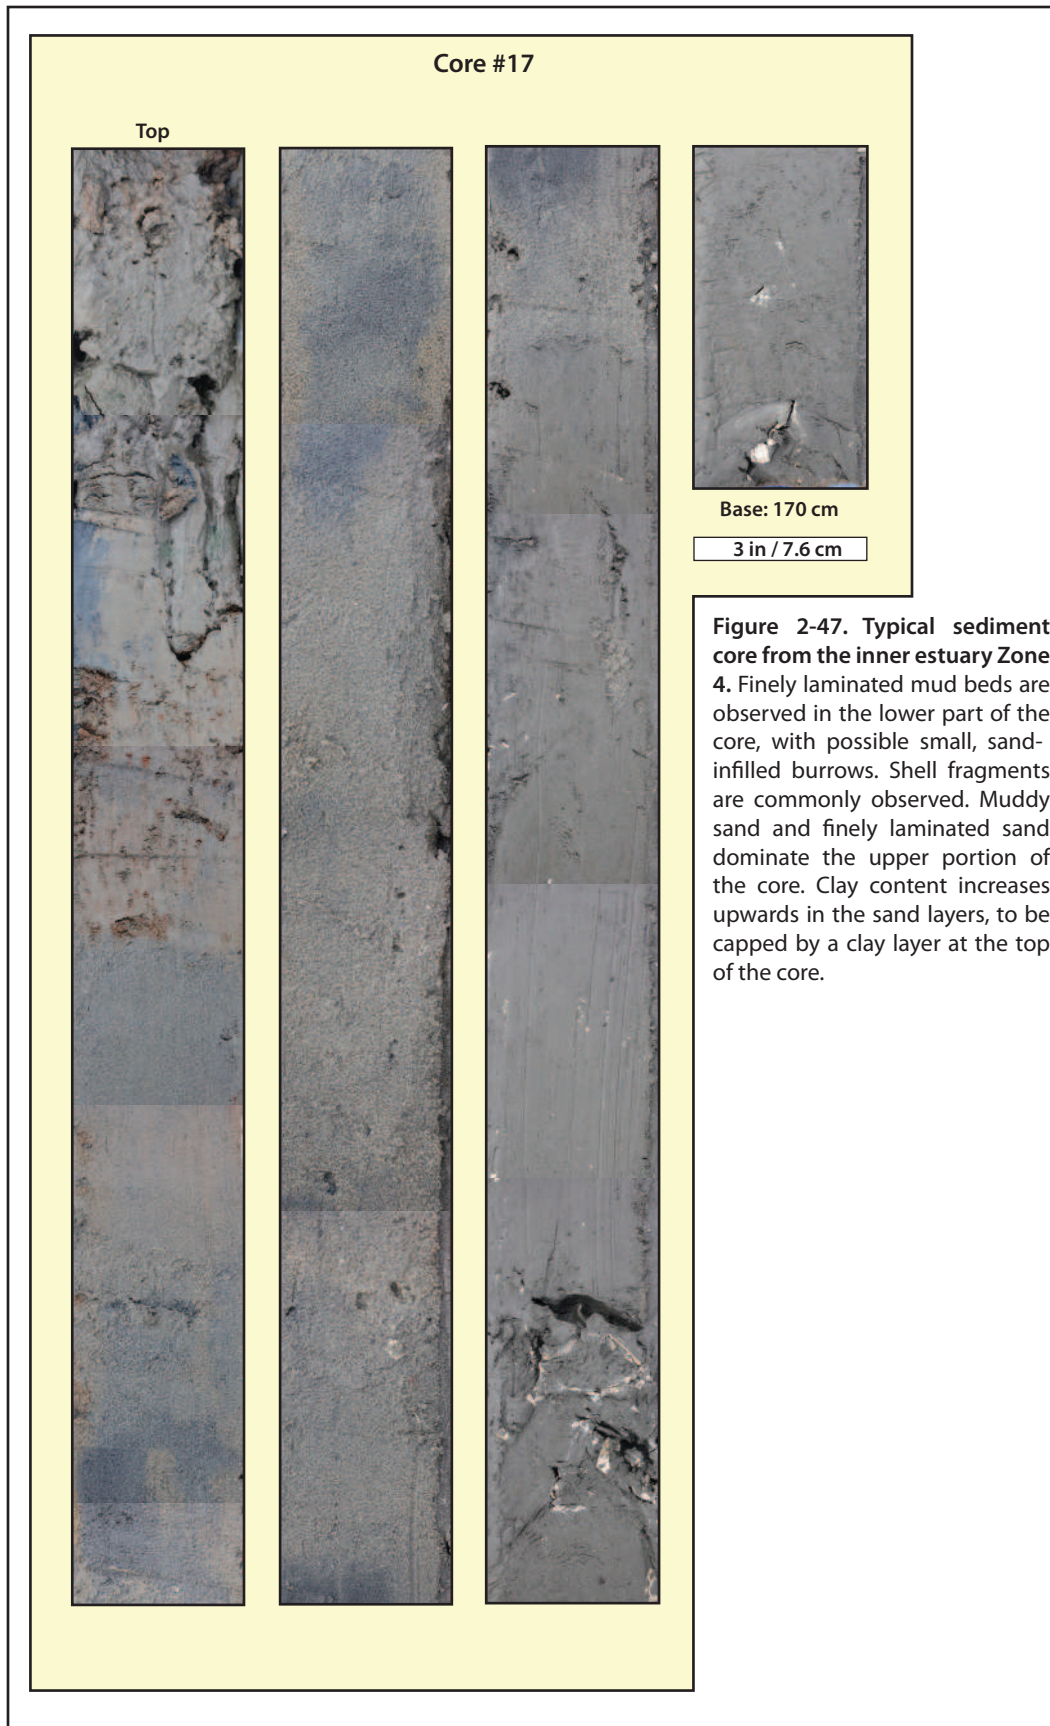 Core #17
Top
Base: 170 cm
3 in / 7.6 cm
Figure 2-47. Typical sediment
core from the inner estuary Zone
4. Finely laminated mud beds are
observed in the lower part of the
core, with possible small, sand-
infilled burrows. Shell fragments
are commonly observed. Muddy
sand and finely laminated sand
dominate the upper portion of
the core. Clay content increases
upwards in the sand layers, to be
capped by a clay layer at the top
of the core.